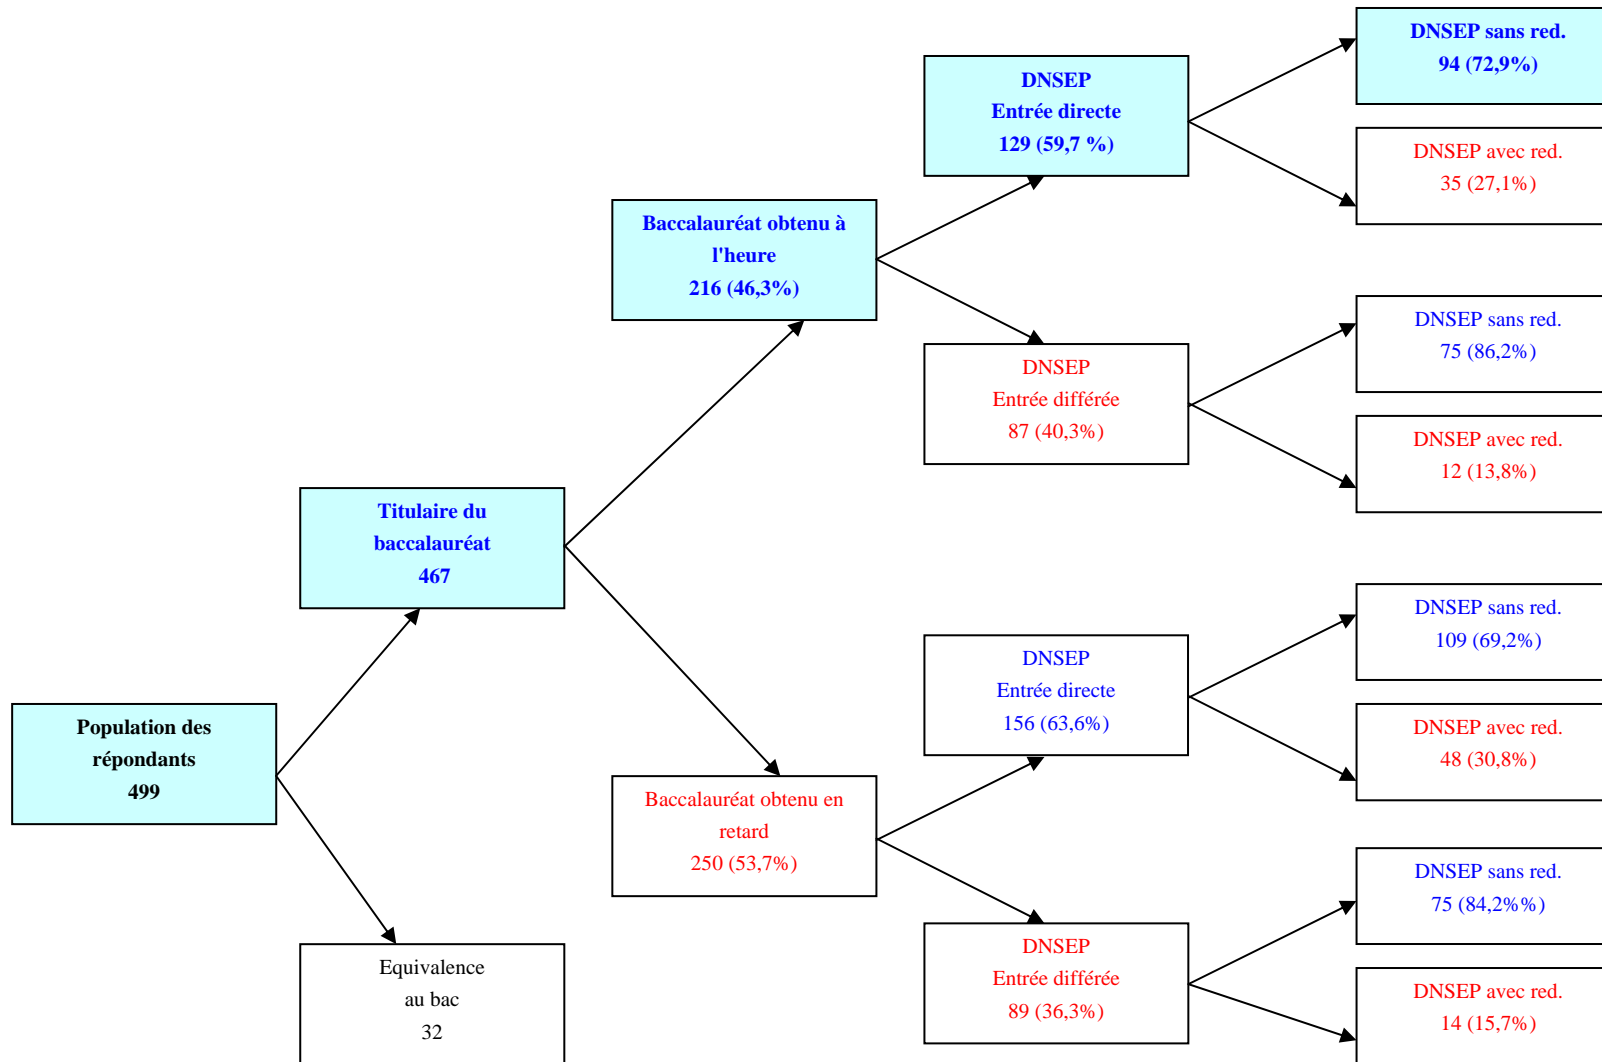 Population des
répondants
499
Titulaire du
baccalauréat
467
Equivalence
au bac
32
Baccalauréat obtenu à
l'heure
216 (46,3%)
Baccalauréat obtenu en
retard
250 (53,7%)
DNSEP
Entrée directe
129 (59,7 %)
DNSEP
Entrée différée
87 (40,3%)
DNSEP
Entrée directe
156 (63,6%)
DNSEP
Entrée différée
89 (36,3%)
DNSEP sans red.
94 (72,9%)
DNSEP avec red.
35 (27,1%)
DNSEP sans red.
75 (86,2%)
DNSEP avec red.
12 (13,8%)
DNSEP sans red.
109 (69,2%)
DNSEP avec red.
48 (30,8%)
DNSEP sans red.
75 (84,2%%)
DNSEP avec red.
14 (15,7%)